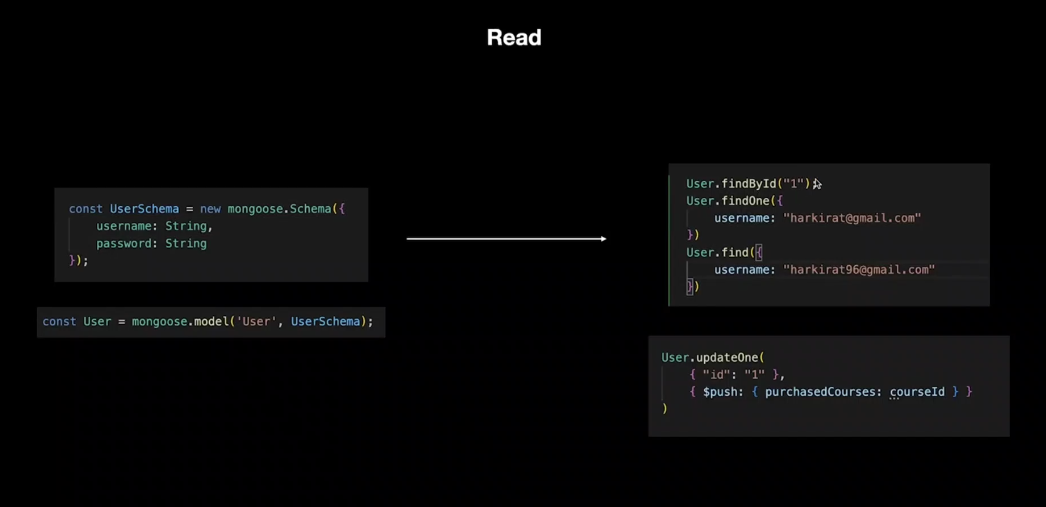 Read
const UserSchema = new mongoose.Schema({
username: String,
password: String
});
const User = mongoose.model('User', UserSchema);
User.findById("1");
User.findOne({
username: "harkirat@gmail.com"
})
User.find({
username: "harkirat96@gmail.com"
})
User.updateOne(
{ "id": "1" },
{ $push: { purchasedCourses: courseId } }
)